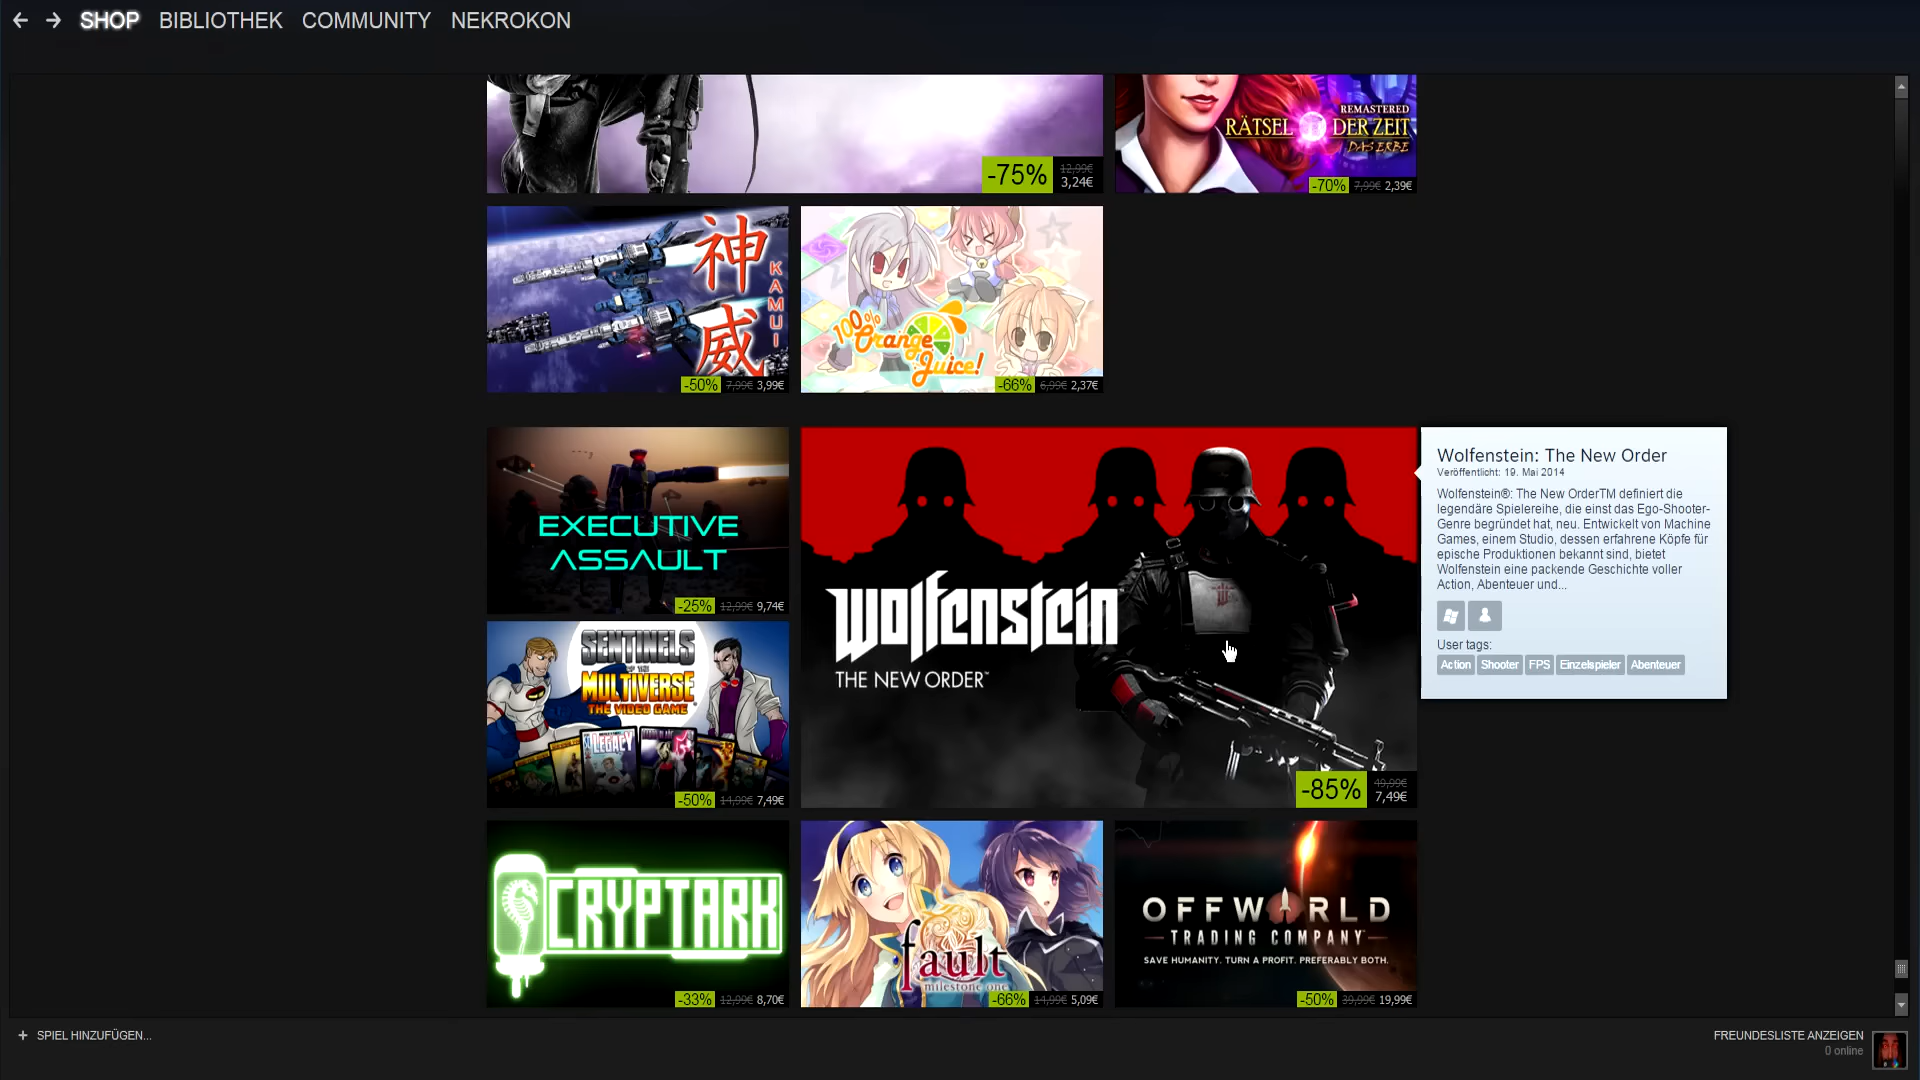 SHOP BIBLIOTHEK COMMUNITY NEKROKON
-75% 12,99€ 3,24€
REMASTERED
RÄTSEL DER ZEIT
DAS ERBE
-70% 7,99€ 2,39€
神威
KAMUI
-50% 7,99€ 3,99€
100% Orange Juice!
-66% 6,99€ 2,37€
EXECUTIVE
ASSAULT
-25% 12,99€ 9,74€
SENTINELS
OF THE
MULTIVERSE
THE VIDEO GAME
LEGACY
-50% 14,99€ 7,49€
Wolfenstein
THE NEW ORDER™
-85% 49,99€ 7,49€
Wolfenstein: The New Order
Veröffentlicht: 19. Mai 2014
Wolfenstein®: The New OrderTM definiert die
legendäre Spielereihe, die einst das Ego-Shooter-
Genre begründet hat, neu. Entwickelt von Machine
Games, einem Studio, dessen erfahrene Köpfe für
epische Produktionen bekannt sind, bietet
Wolfenstein eine packende Geschichte voller
Action, Abenteuer und...
User tags:
Action Shooter FPS Einzelspieler Abenteuer
CRYPTARK
-33% 12,99€ 8,70€
fault
milestone one
-66% 14,99€ 5,09€
OFFWORLD
TRADING COMPANY™
SAVE HUMANITY. TURN A PROFIT. PREFERABLY BOTH.
-50% 39,99€ 19,99€
+ SPIEL HINZUFÜGEN...
FREUNDESLISTE ANZEIGEN
0 online